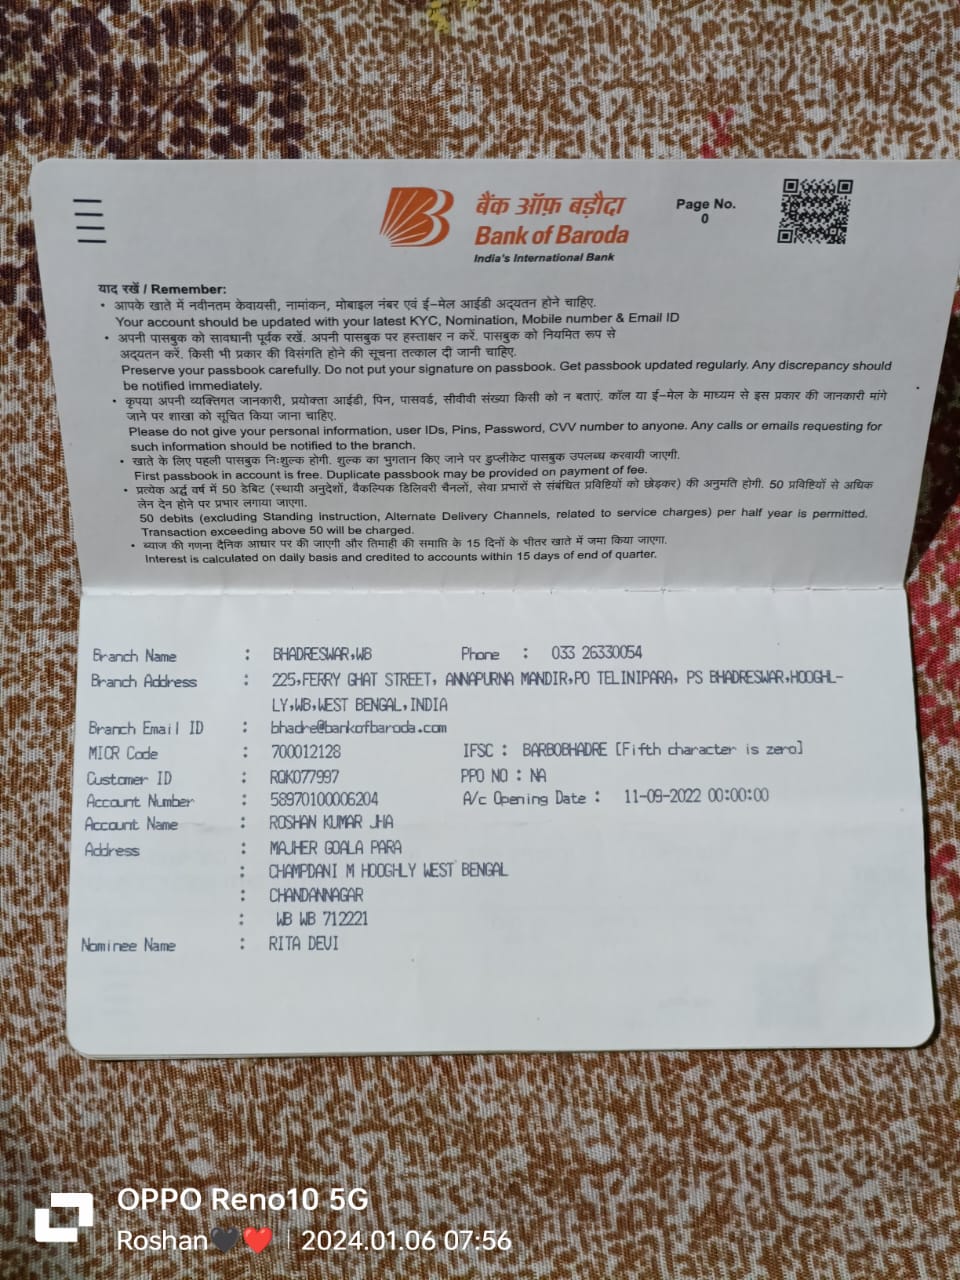 बैंक ऑफ़ बड़ौदा
Bank of Baroda
India's International Bank
Page No.
0
याद रखें / Remember:
• आपके खाते में नवीनतम केवायसी, नामांकन, मोबाइल नंबर एवं ई–मेल आईडी अद्यतन होने चाहिए.
Your account should be updated with your latest KYC, Nomination, Mobile number & Email ID
• अपनी पासबुक को सावधानी पूर्वक रखें. अपनी पासबुक पर हस्ताक्षर न करें. पासबुक को नियमित रूप से
अद्यतन करें. किसी भी प्रकार की विसंगति होने की सूचना तत्काल दी जानी चाहिए.
Preserve your passbook carefully. Do not put your signature on passbook. Get passbook updated regularly. Any discrepancy should
be notified immediately.
• कृपया अपनी व्यक्तिगत जानकारी, प्रयोक्ता आईडी, पिन, पासवर्ड, सीवीवी संख्या किसी को न बताएं. कॉल या ई–मेल के माध्यम से इस प्रकार की जानकारी मांगे
जाने पर शाखा को सूचित किया जाना चाहिए.
Please do not give your personal information, user IDs, Pins, Password, CVV number to anyone. Any calls or emails requesting for
such information should be notified to the branch.
• खाते के लिए पहली पासबुक निःशुल्क होगी. शुल्क का भुगतान किए जाने पर डुप्लीकेट पासबुक उपलब्ध करवायी जाएगी.
First passbook in account is free. Duplicate passbook may be provided on payment of fee.
• प्रत्येक अर्द्ध वर्ष में 50 डेबिट (स्थायी अनुदेशों, वैकल्पिक डिलिवरी चैनलों, सेवा प्रभारों से संबंधित प्रविष्टियों को छोड़कर) की अनुमति होगी. 50 प्रविष्टियों से अधिक
लेन देन होने पर प्रभार लगाया जाएगा.
50 debits (excluding Standing Instruction, Alternate Delivery Channels, related to service charges) per half year is permitted.
Transaction exceeding above 50 will be charged.
• ब्याज की गणना दैनिक आधार पर की जाएगी और तिमाही की समाप्ति के 15 दिनों के भीतर खाते में जमा किया जाएगा.
Interest is calculated on daily basis and credited to accounts within 15 days of end of quarter.
Branch Name : BHADRESWAR,WB Phone : 033 26330054
Branch Address : 225,FERRY GHAT STREET, ANNAPURNA MANDIR,PO TELINIPARA, PS BHADRESWAR,HOOGHL-
LY,WB,WEST BENGAL,INDIA
Branch Email ID : bhadre@bankofbaroda.com
MICR Code : 700012128 IFSC : BARB0BHADRE [Fifth character is zero]
Customer ID : RQK077997 PPO NO : NA
Account Number : 58970100006204 A/c Opening Date : 11-09-2022 00:00:00
Account Name : ROSHAN KUMAR JHA
Address : MAJHER GOALA PARA
: CHAMPDANI M HOOGHLY WEST BENGAL
: CHANDANNAGAR
: WB WB 712221
Nominee Name : RITA DEVI
OPPO Reno10 5G
Roshan🖤❤️ | 2024.01.06 07:56